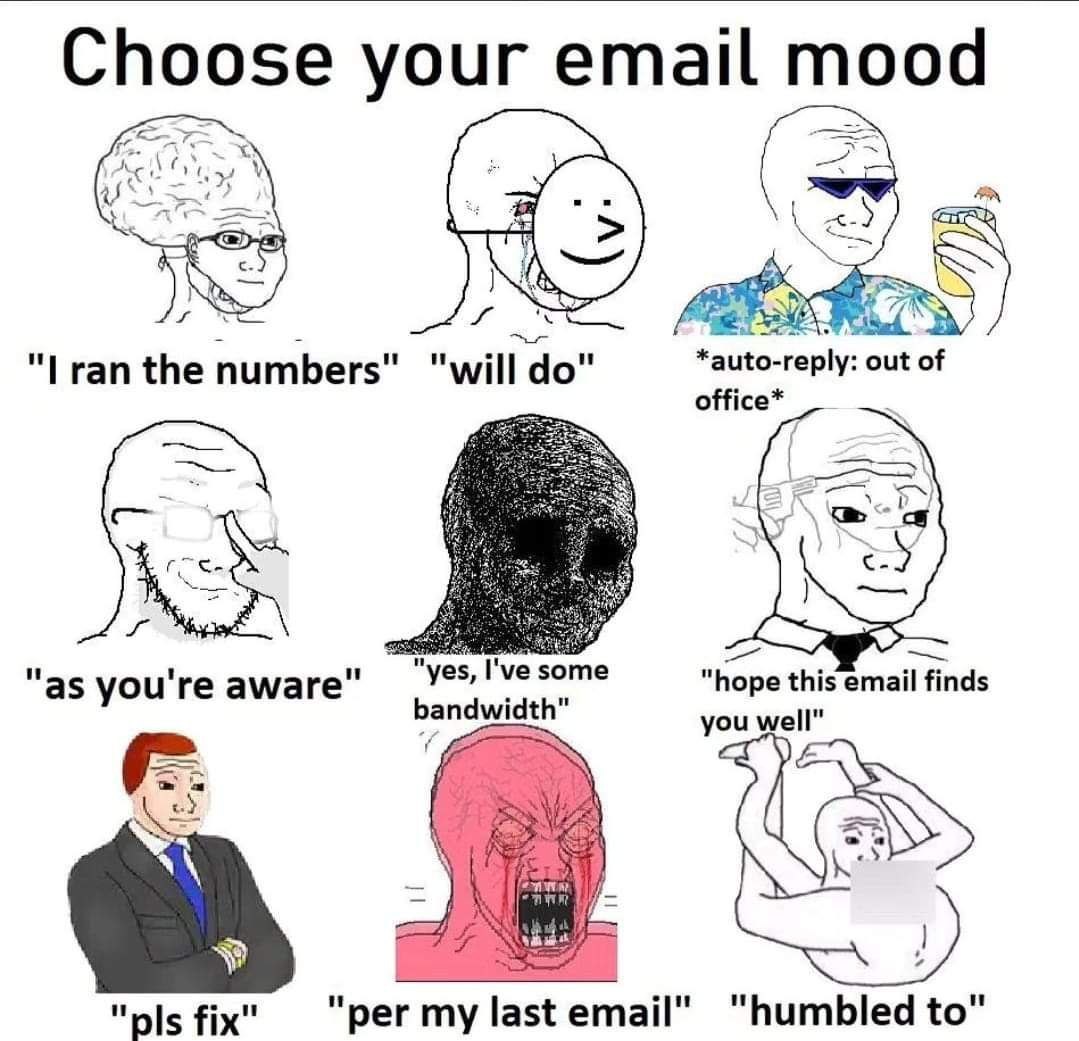 Choose your email mood
"I ran the numbers"
"will do"
*auto-reply: out of
office*
"as you're aware"
"yes, I've some
bandwidth"
"hope this email finds
you well"
"pls fix"
"per my last email"
"humbled to"